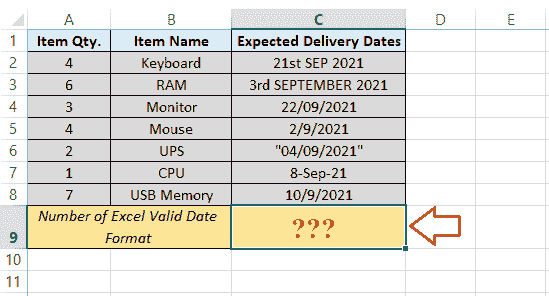 A B C D E
1 Item Qty. Item Name Expected Delivery Dates
2 4 Keyboard 21st SEP 2021
3 6 RAM 3rd SEPTEMBER 2021
4 3 Monitor 22/09/2021
5 4 Mouse 2/9/2021
6 2 UPS "04/09/2021"
7 1 CPU 8-Sep-21
8 7 USB Memory 10/9/2021
9 Number of Excel Valid Date
Format ???
10
11